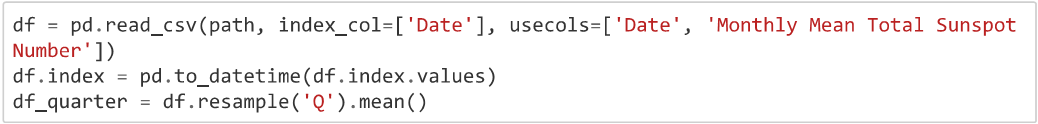 df = pd.read_csv(path, index_col=['Date'], usecols=['Date', 'Monthly Mean Total Sunspot
Number'])
df.index = pd.to_datetime(df.index.values)
df_quarter = df.resample('Q').mean()